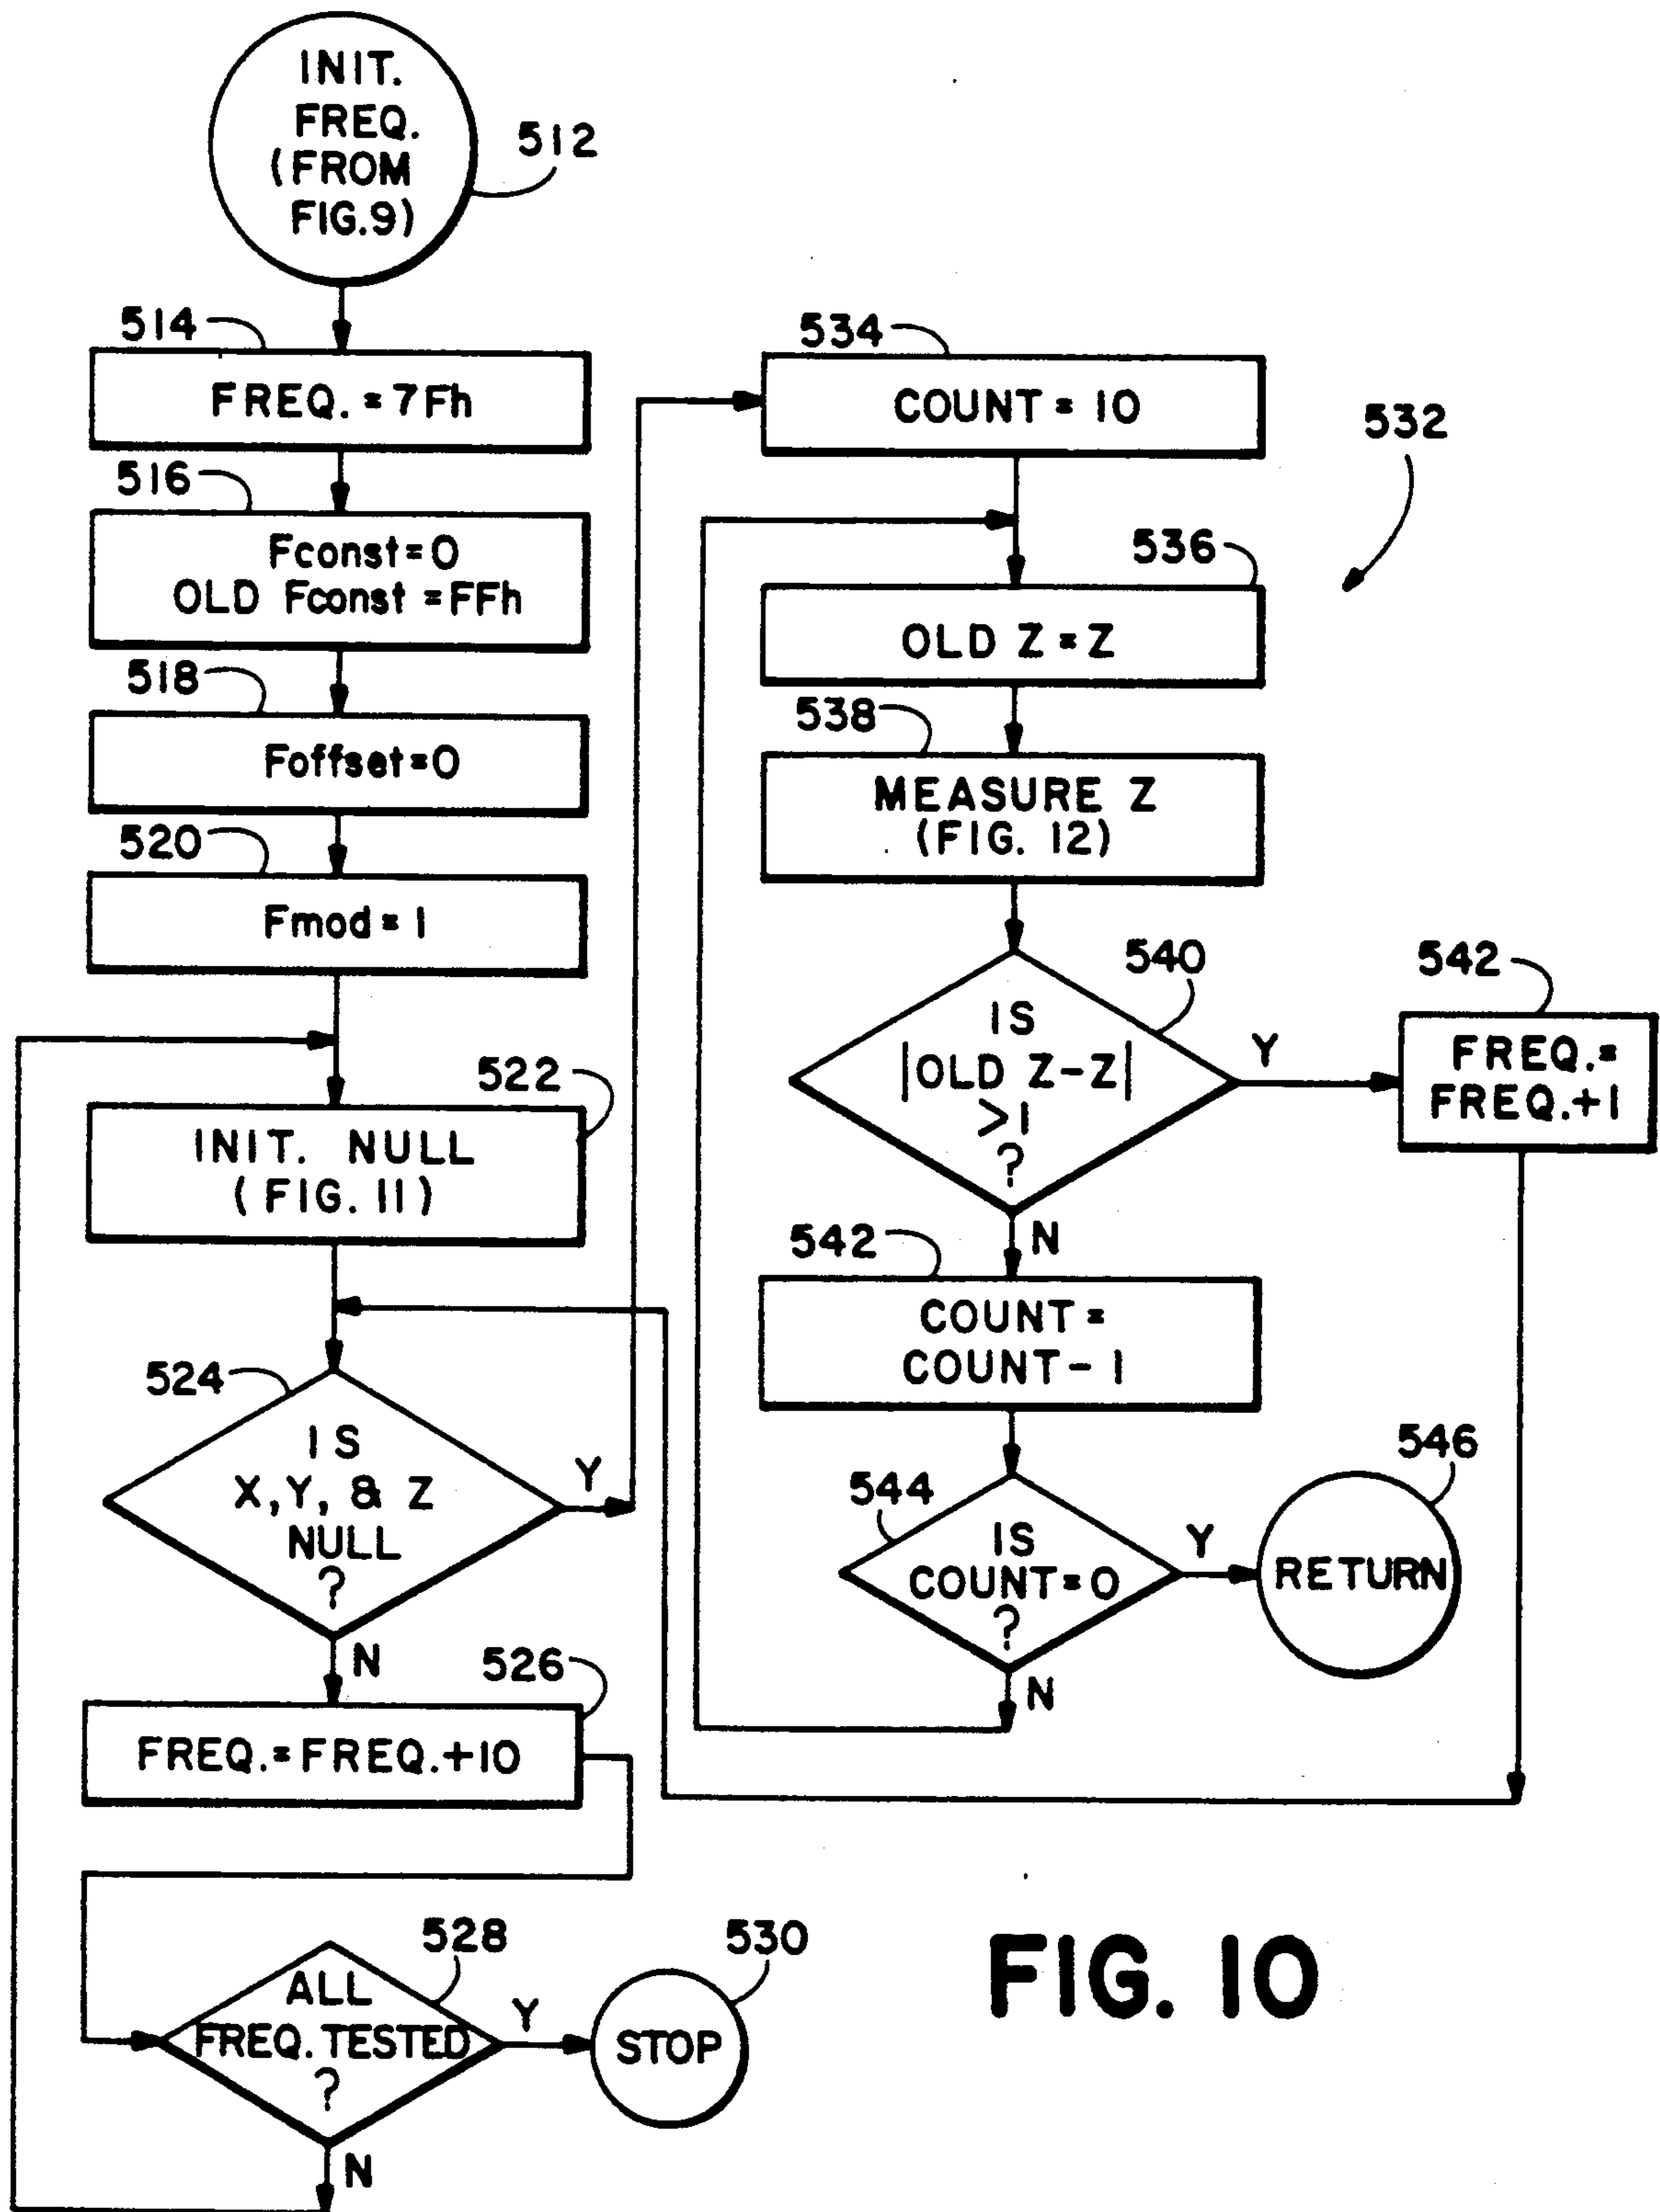 INIT.
FREQ.
(FROM
FIG.9)
512
514
FREQ. = 7Fh
516
Fconst=0
OLD Fconst =FFh
518
Foffset=0
520
Fmod=1
522
INIT. NULL
(FIG. 11)
524
IS
X,Y, & Z
NULL
?
Y
N
526
FREQ.=FREQ.+10
528
ALL
FREQ. TESTED
?
Y
N
530
STOP
532
534
COUNT = 10
536
OLD Z = Z
538
MEASURE Z
(FIG. 12)
540
IS
|OLD Z-Z|
>1
?
Y
N
542
FREQ.=
FREQ.+1
542
COUNT =
COUNT - 1
544
IS
COUNT=0
?
Y
N
546
RETURN
FIG. 10